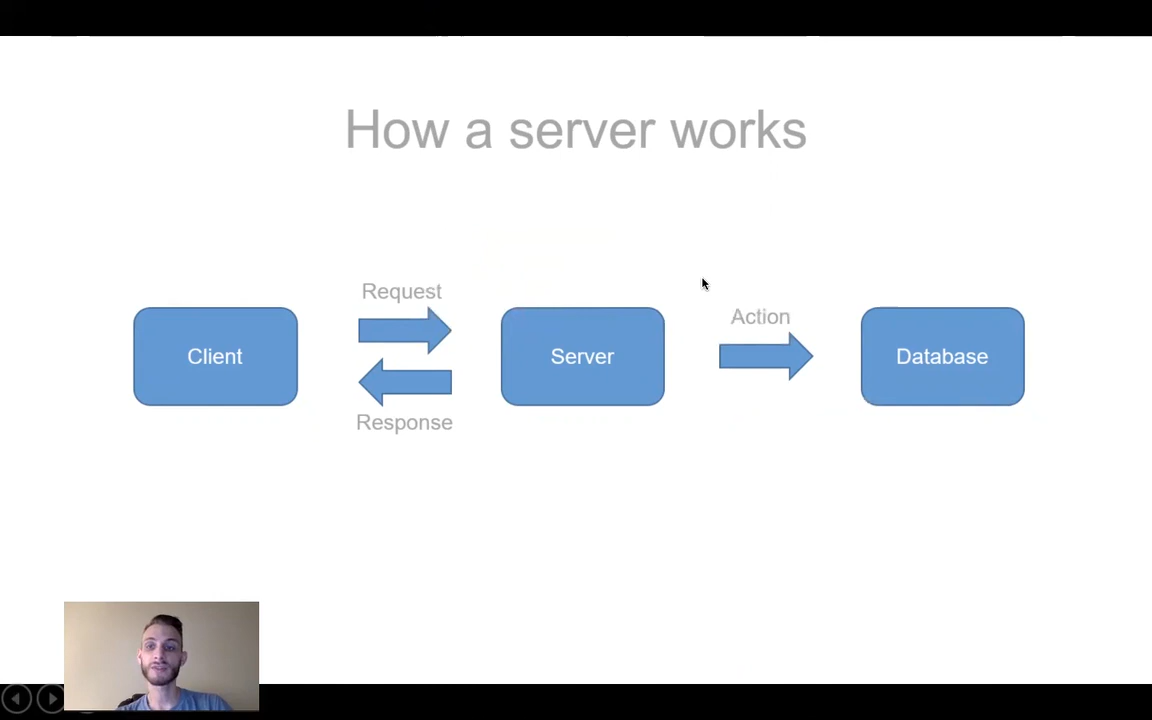 How a server works
Request
Action
Client
Server
Database
Response